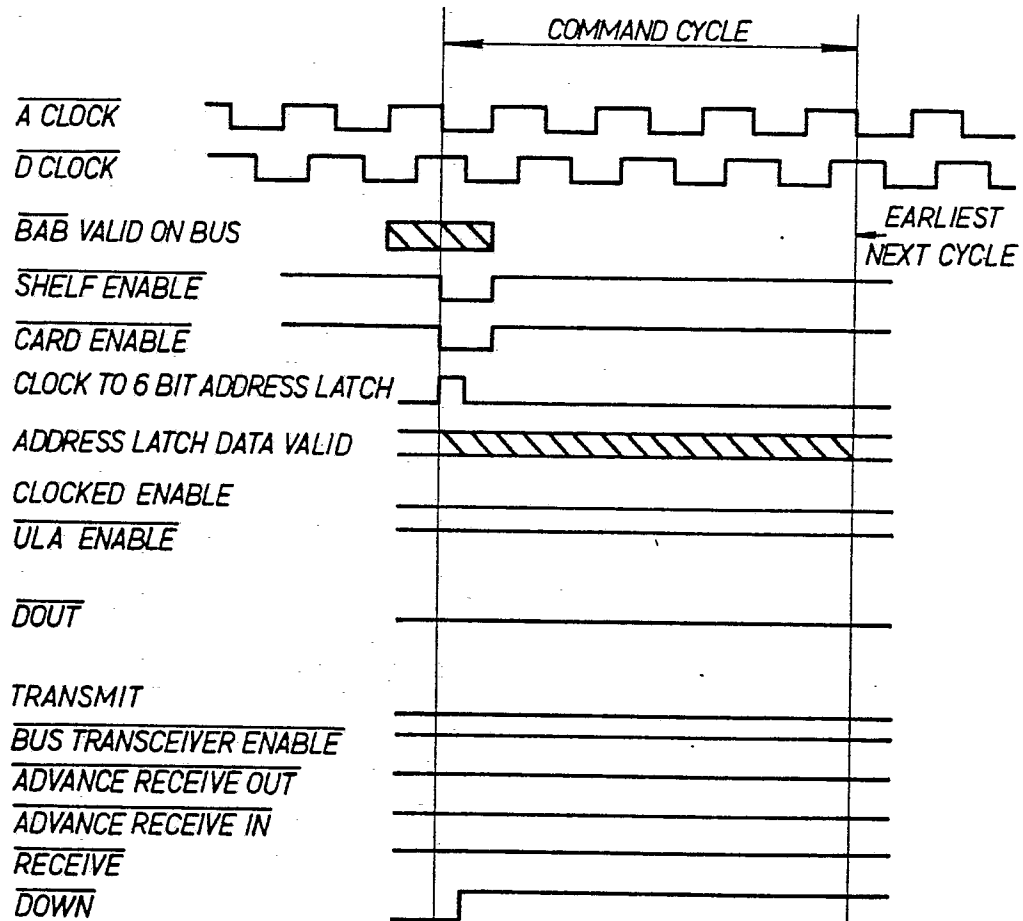 COMMAND CYCLE
A CLOCK
D CLOCK
BAB VALID ON BUS
EARLIEST
NEXT CYCLE
SHELF ENABLE
CARD ENABLE
CLOCK TO 6 BIT ADDRESS LATCH
ADDRESS LATCH DATA VALID
CLOCKED ENABLE
ULA ENABLE
DOUT
TRANSMIT
BUS TRANSCEIVER ENABLE
ADVANCE RECEIVE OUT
ADVANCE RECEIVE IN
RECEIVE
DOWN